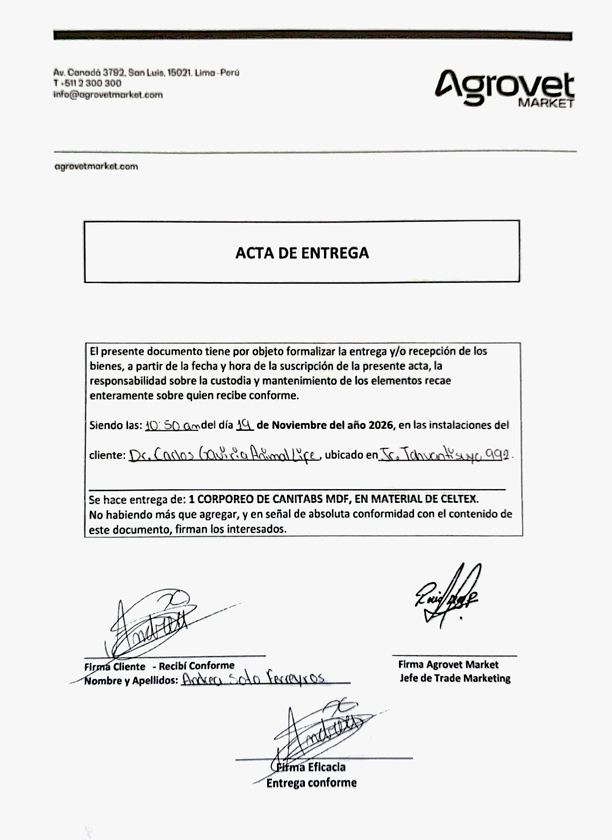 Av. Canadá 3792, San Luis, 15021. Lima-Perú
T +511 2 300 300
info@agrovetmarket.com
Agrovet
MARKET
agrovetmarket.com
ACTA DE ENTREGA
El presente documento tiene por objeto formalizar la entrega y/o recepción de los
bienes, a partir de la fecha y hora de la suscripción de la presente acta, la
responsabilidad sobre la custodia y mantenimiento de los elementos recae
enteramente sobre quien recibe conforme.
Siendo las: 10:50 am del día 19 de Noviembre del año 2026, en las instalaciones del
cliente: Dr. Carlos Gaviria Animal Life, ubicado en Jr. Tahuantisuyo 992.
Se hace entrega de: 1 CORPOREO DE CANITABS MDF, EN MATERIAL DE CELTEX.
No habiendo más que agregar, y en señal de absoluta conformidad con el contenido de
este documento, firman los interesados.
Andrea
Firma Cliente - Recibí Conforme
Nombre y Apellidos: Andrea Soto Ferreyros
Firma Agrovet Market
Jefe de Trade Marketing
Andrea
Firma Eficacia
Entrega conforme